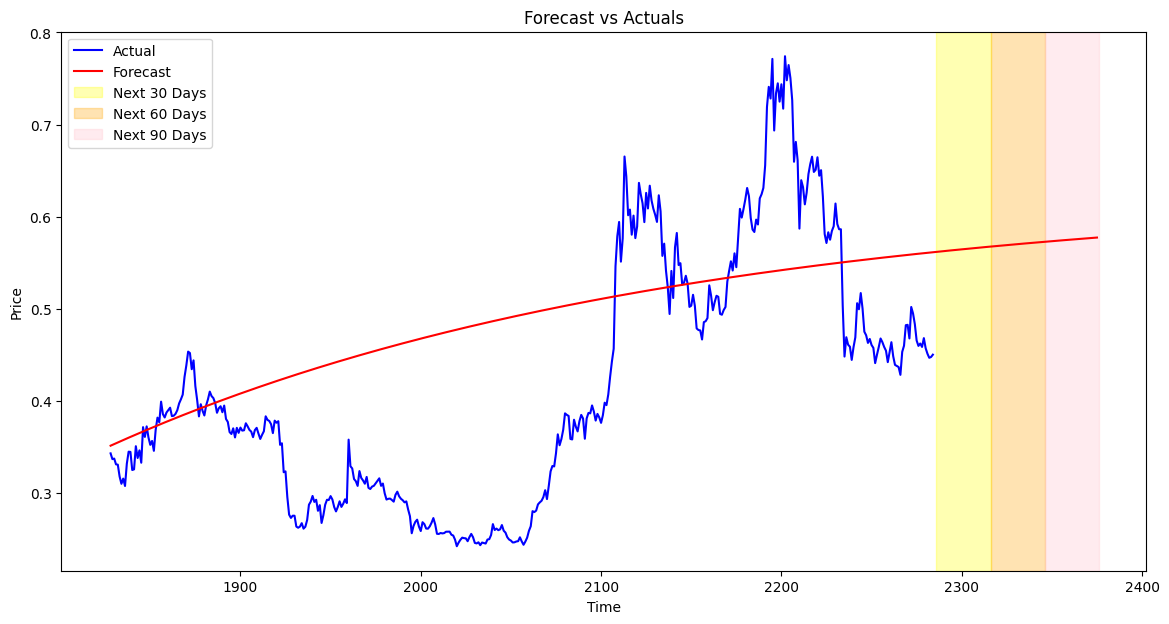 Forecast vs Actuals
Actual
Forecast
Next 30 Days
Next 60 Days
Next 90 Days
Price
0.8
0.7
0.6
0.5
0.4
0.3
1900 2000 2100 2200 2300 2400
Time